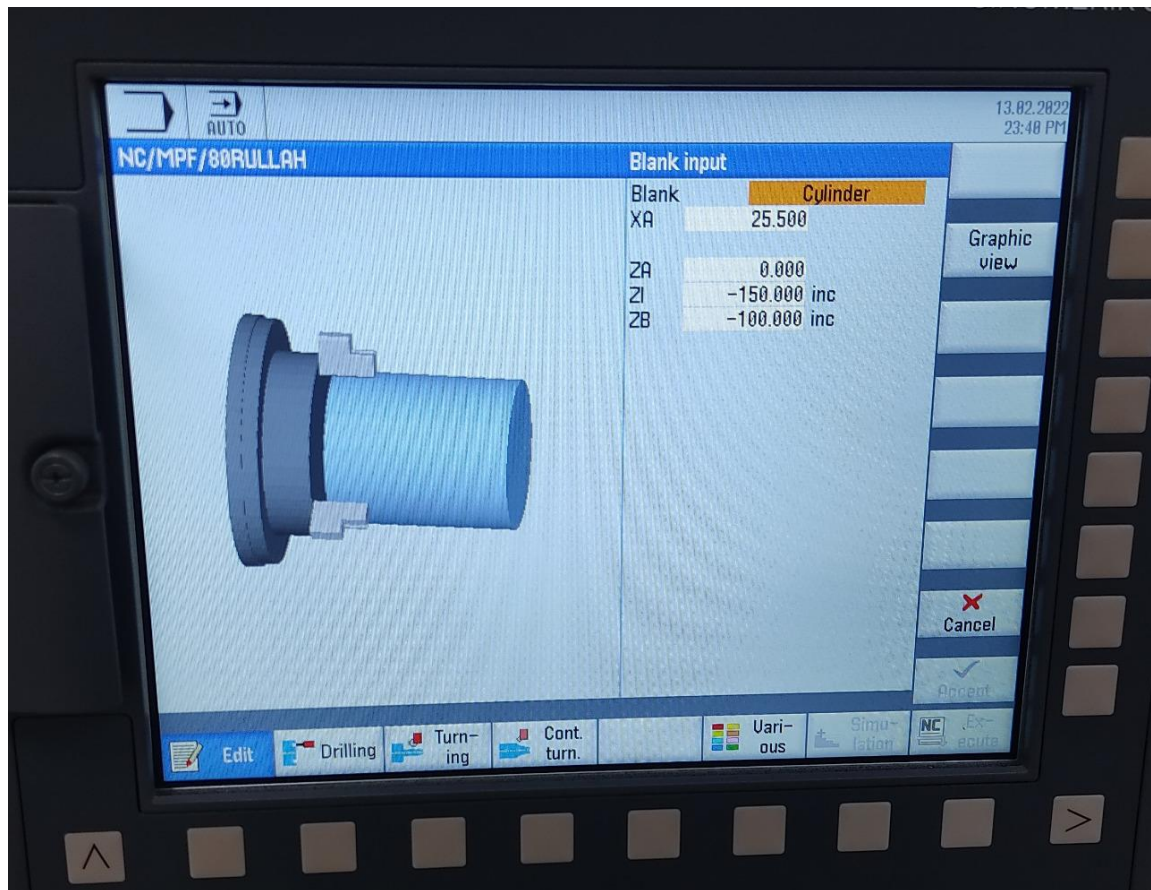 AUTO
13.02.2022
23:40 PM
NC/MPF/80RULLAH
Blank input
Blank Cylinder
XA 25.500
ZA 0.000
ZI -150.000 inc
ZB -100.000 inc
Graphic
view
Cancel
Accept
Edit
Drilling
Turn-
ing
Cont.
turn.
Vari-
ous
Simu-
lation
NC Ex-
ecute